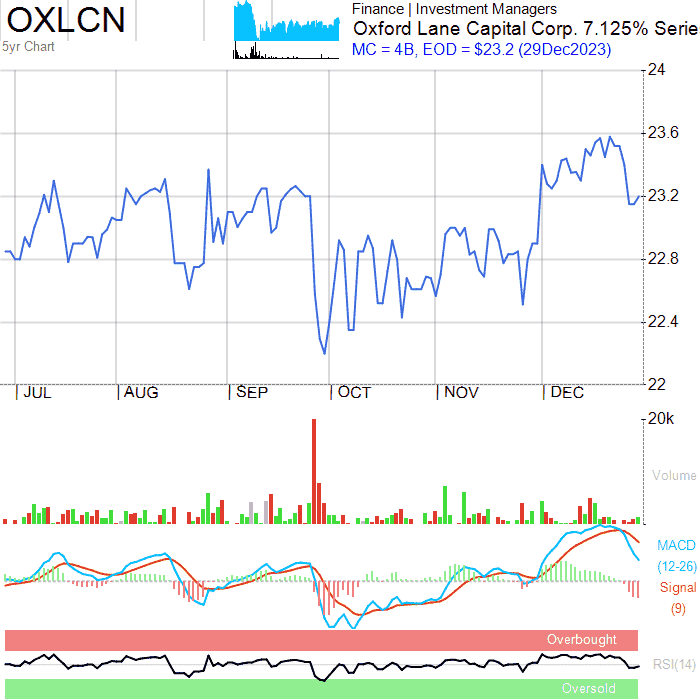 OXLCN
5yr Chart
Finance | Investment Managers
Oxford Lane Capital Corp. 7.125% Serie
MC = 4B, EOD = $23.2 (29Dec2023)
24
23.6
23.2
22.8
22.4
22
JUL AUG SEP OCT NOV DEC
20k
Volume
MACD
(12-26)
Signal
(9)
Overbought
RSI(14)
Oversold